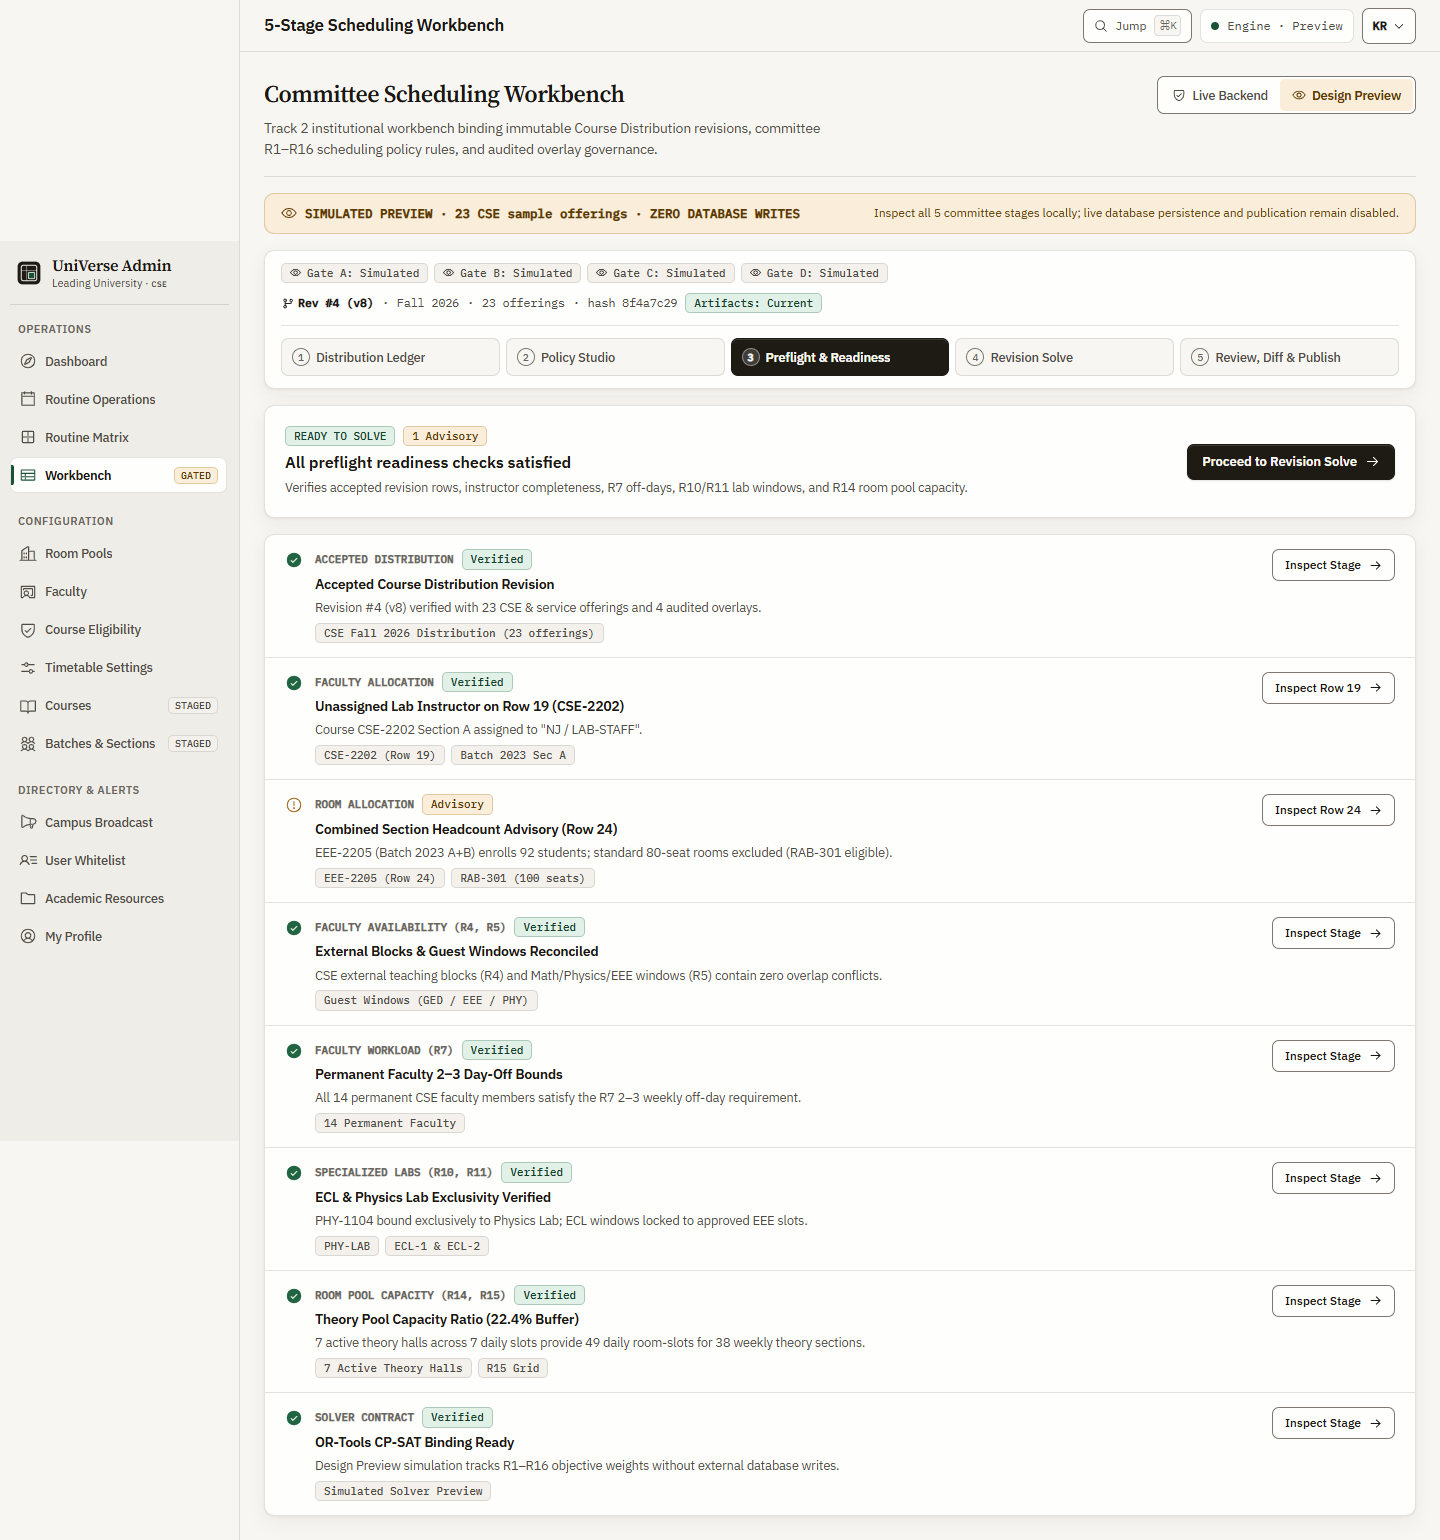 5-Stage Scheduling Workbench
Jump ⌘K
Engine · Preview
KR
Committee Scheduling Workbench
Track 2 institutional workbench binding immutable Course Distribution revisions, committee
R1–R16 scheduling policy rules, and audited overlay governance.
Live Backend
Design Preview
SIMULATED PREVIEW · 23 CSE sample offerings · ZERO DATABASE WRITES
Inspect all 5 committee stages locally; live database persistence and publication remain disabled.
UniVerse Admin
Leading University · CSE
OPERATIONS
Dashboard
Routine Operations
Routine Matrix
Workbench GATED
CONFIGURATION
Room Pools
Faculty
Course Eligibility
Timetable Settings
Courses STAGED
Batches & Sections STAGED
DIRECTORY & ALERTS
Campus Broadcast
User Whitelist
Academic Resources
My Profile
Gate A: Simulated Gate B: Simulated Gate C: Simulated Gate D: Simulated
Rev #4 (v8) · Fall 2026 · 23 offerings · hash 8f4a7c29 Artifacts: Current
1 Distribution Ledger
2 Policy Studio
3 Preflight & Readiness
4 Revision Solve
5 Review, Diff & Publish
READY TO SOLVE 1 Advisory
All preflight readiness checks satisfied
Verifies accepted revision rows, instructor completeness, R7 off-days, R10/R11 lab windows, and R14 room pool capacity.
Proceed to Revision Solve →
ACCEPTED DISTRIBUTION Verified
Accepted Course Distribution Revision
Revision #4 (v8) verified with 23 CSE & service offerings and 4 audited overlays.
CSE Fall 2026 Distribution (23 offerings)
Inspect Stage →
FACULTY ALLOCATION Verified
Unassigned Lab Instructor on Row 19 (CSE-2202)
Course CSE-2202 Section A assigned to "NJ / LAB-STAFF".
CSE-2202 (Row 19) Batch 2023 Sec A
Inspect Row 19 →
ROOM ALLOCATION Advisory
Combined Section Headcount Advisory (Row 24)
EEE-2205 (Batch 2023 A+B) enrolls 92 students; standard 80-seat rooms excluded (RAB-301 eligible).
EEE-2205 (Row 24) RAB-301 (100 seats)
Inspect Row 24 →
FACULTY AVAILABILITY (R4, R5) Verified
External Blocks & Guest Windows Reconciled
CSE external teaching blocks (R4) and Math/Physics/EEE windows (R5) contain zero overlap conflicts.
Guest Windows (GED / EEE / PHY)
Inspect Stage →
FACULTY WORKLOAD (R7) Verified
Permanent Faculty 2–3 Day-Off Bounds
All 14 permanent CSE faculty members satisfy the R7 2–3 weekly off-day requirement.
14 Permanent Faculty
Inspect Stage →
SPECIALIZED LABS (R10, R11) Verified
ECL & Physics Lab Exclusivity Verified
PHY-1104 bound exclusively to Physics Lab; ECL windows locked to approved EEE slots.
PHY-LAB ECL-1 & ECL-2
Inspect Stage →
ROOM POOL CAPACITY (R14, R15) Verified
Theory Pool Capacity Ratio (22.4% Buffer)
7 active theory halls across 7 daily slots provide 49 daily room-slots for 38 weekly theory sections.
7 Active Theory Halls R15 Grid
Inspect Stage →
SOLVER CONTRACT Verified
OR-Tools CP-SAT Binding Ready
Design Preview simulation tracks R1–R16 objective weights without external database writes.
Simulated Solver Preview
Inspect Stage →